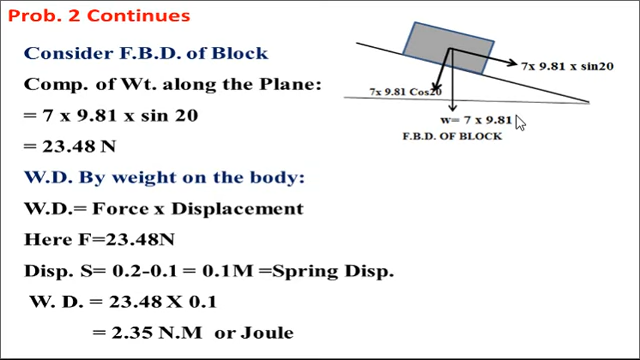 Prob. 2 Continues
Consider F.B.D. of Block
Comp. of Wt. along the Plane:
= 7 x 9.81 x sin 20
= 23.48 N
W.D. By weight on the body:
W.D.= Force x Displacement
Here F=23.48N
Disp. S= 0.2-0.1 = 0.1M =Spring Disp.
W. D. = 23.48 X 0.1
= 2.35 N.M or Joule
7x 9.81 x sin20
7x 9.81 Cos20
w= 7 x 9.81
F.B.D. OF BLOCK